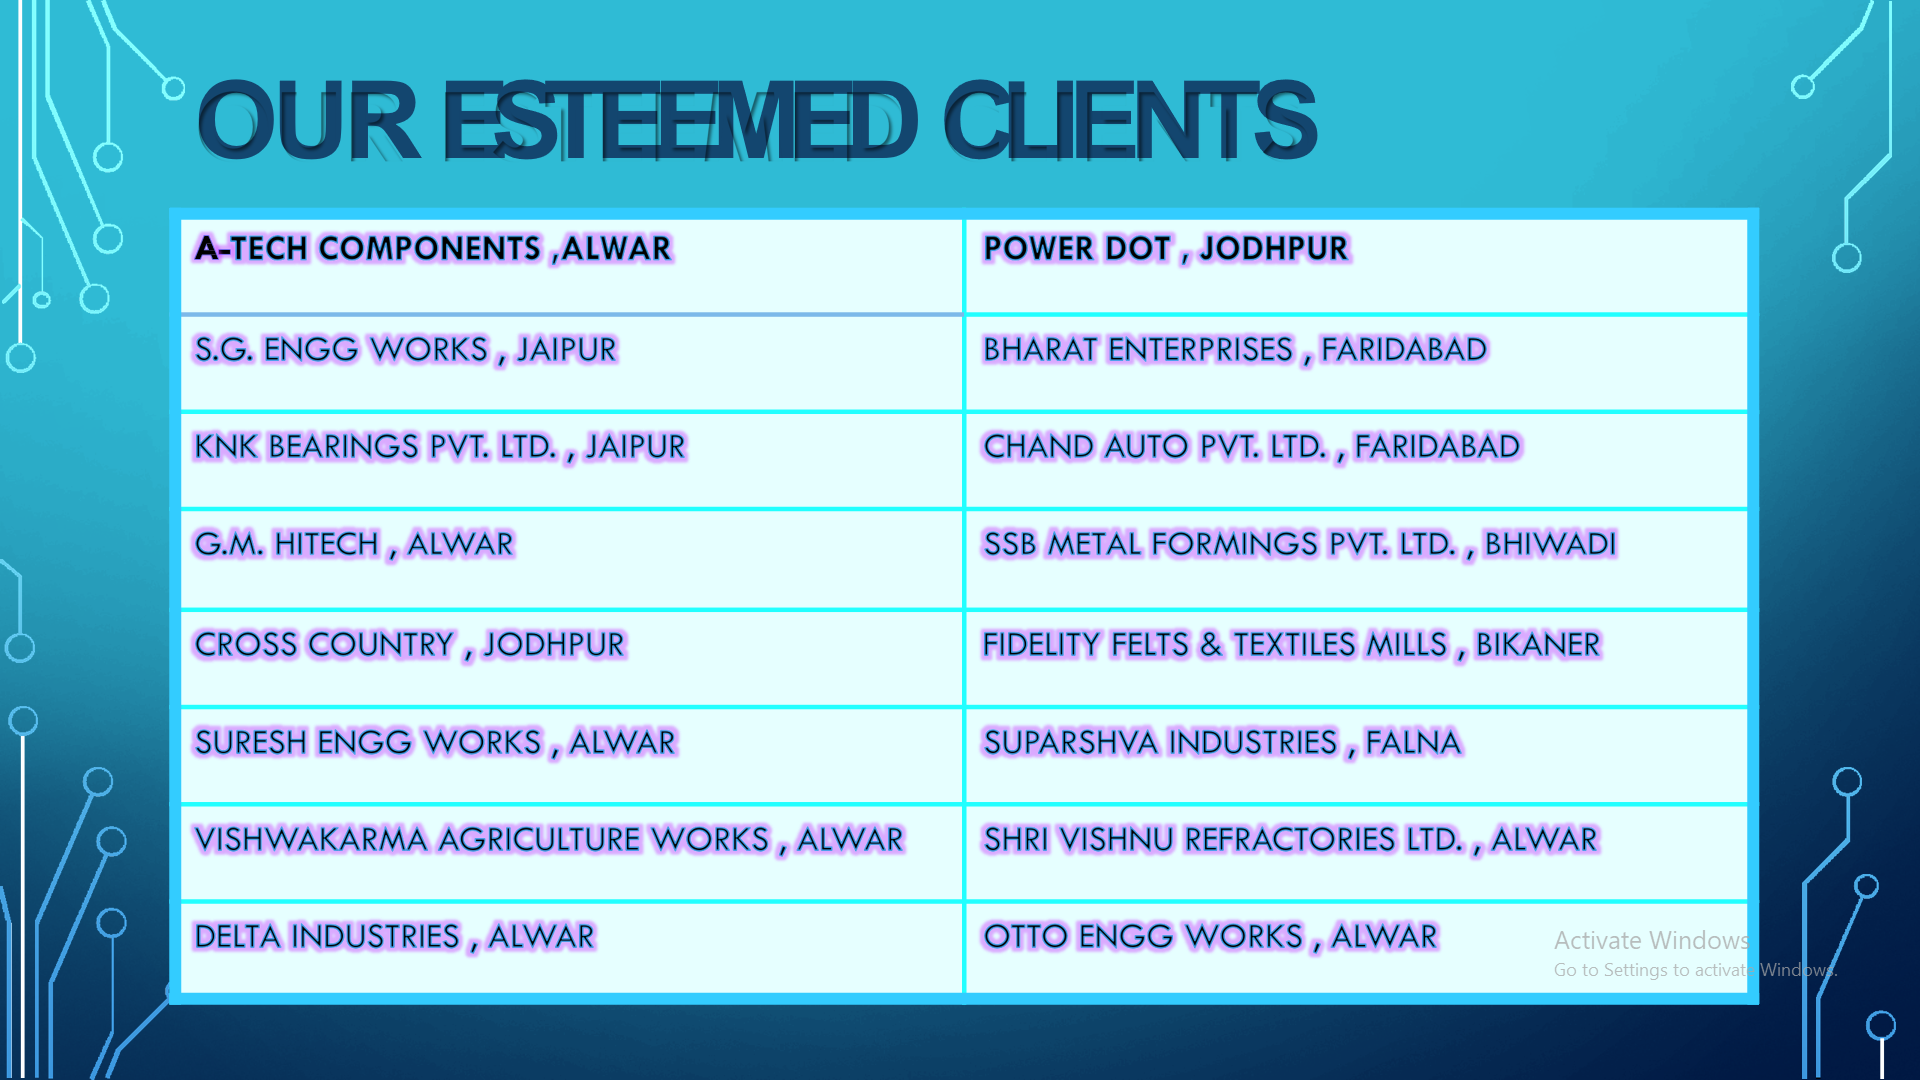 OUR ESTEEMED CLIENTS
A-TECH COMPONENTS ,ALWAR
POWER DOT , JODHPUR
S.G. ENGG WORKS , JAIPUR
BHARAT ENTERPRISES , FARIDABAD
KNK BEARINGS PVT. LTD. , JAIPUR
CHAND AUTO PVT. LTD. , FARIDABAD
G.M. HITECH , ALWAR
SSB METAL FORMINGS PVT. LTD. , BHIWADI
CROSS COUNTRY , JODHPUR
FIDELITY FELTS & TEXTILES MILLS , BIKANER
SURESH ENGG WORKS , ALWAR
SUPARSHVA INDUSTRIES , FALNA
VISHWAKARMA AGRICULTURE WORKS , ALWAR
SHRI VISHNU REFRACTORIES LTD. , ALWAR
DELTA INDUSTRIES , ALWAR
OTTO ENGG WORKS , ALWAR
Activate Windows
Go to Settings to activate Windows.